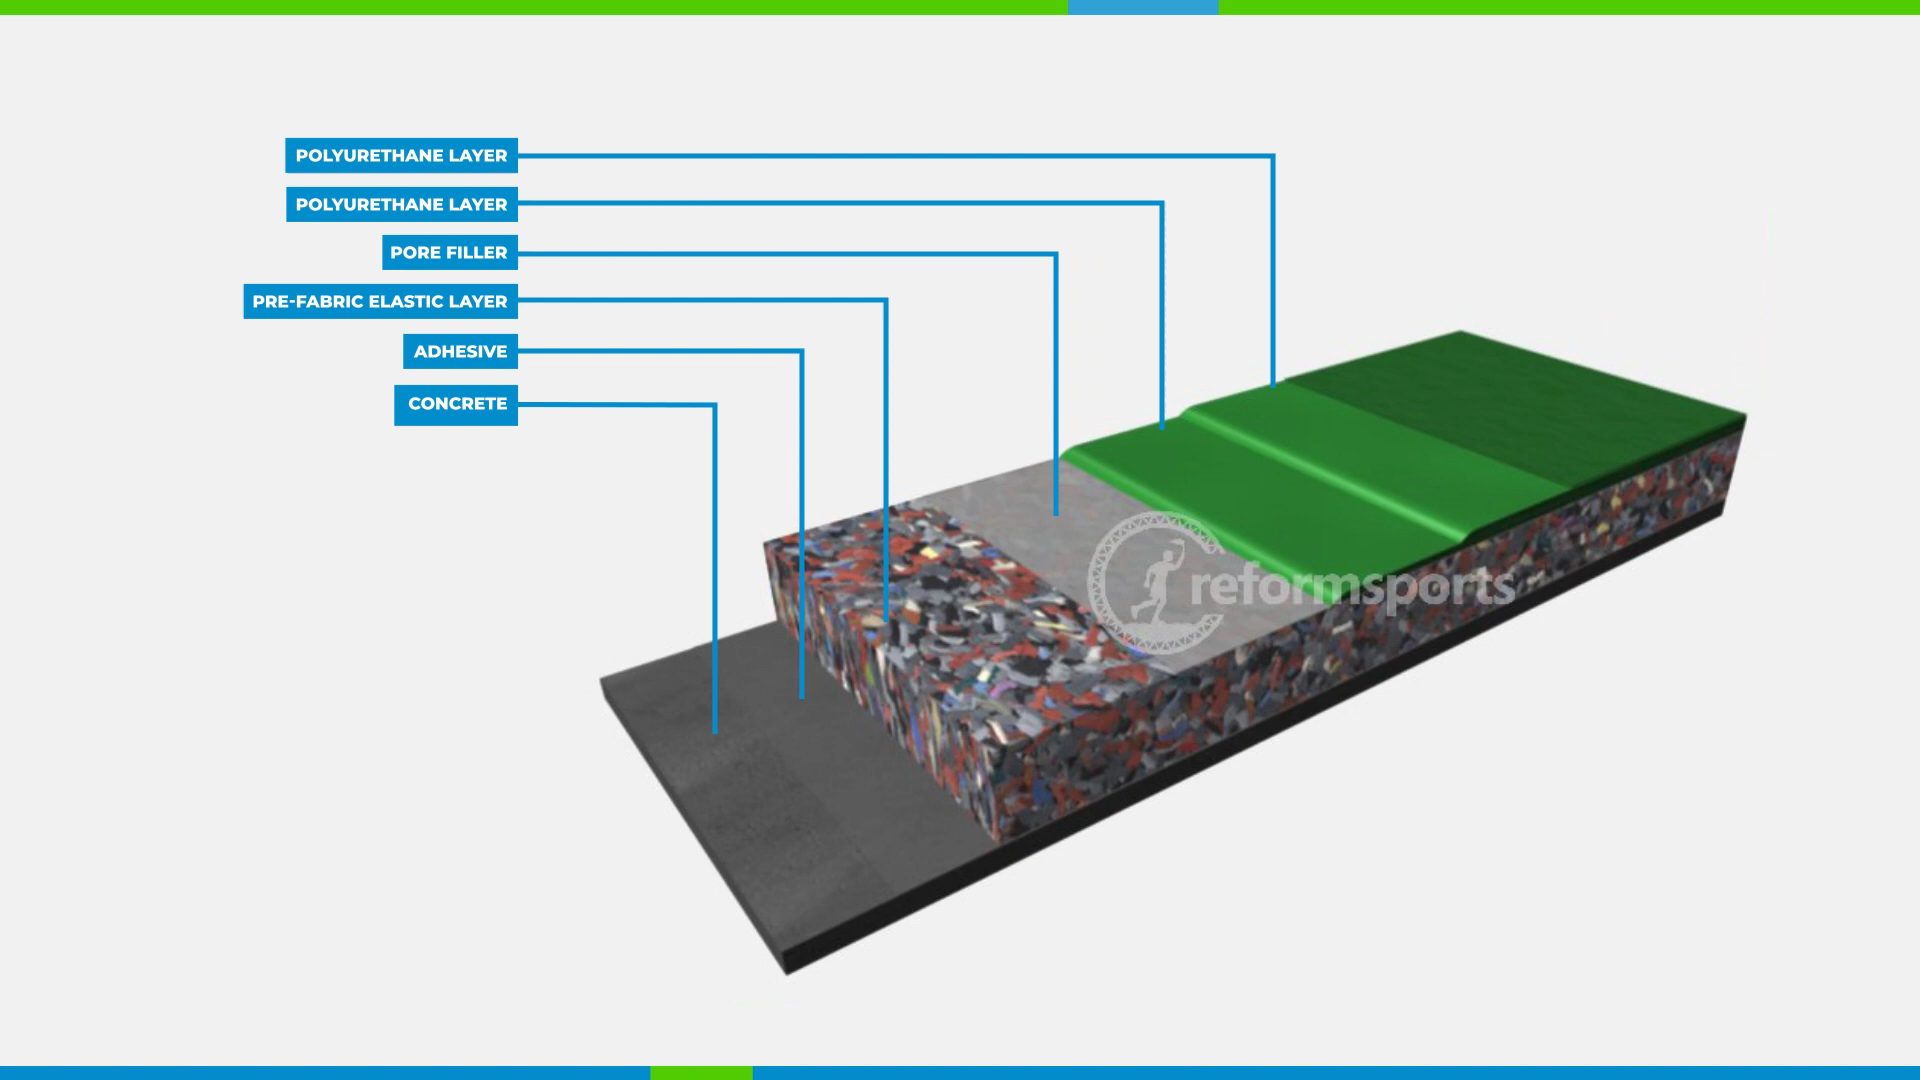 POLYURETHANE LAYER
POLYURETHANE LAYER
PORE FILLER
PRE-FABRIC ELASTIC LAYER
ADHESIVE
CONCRETE
reformsports